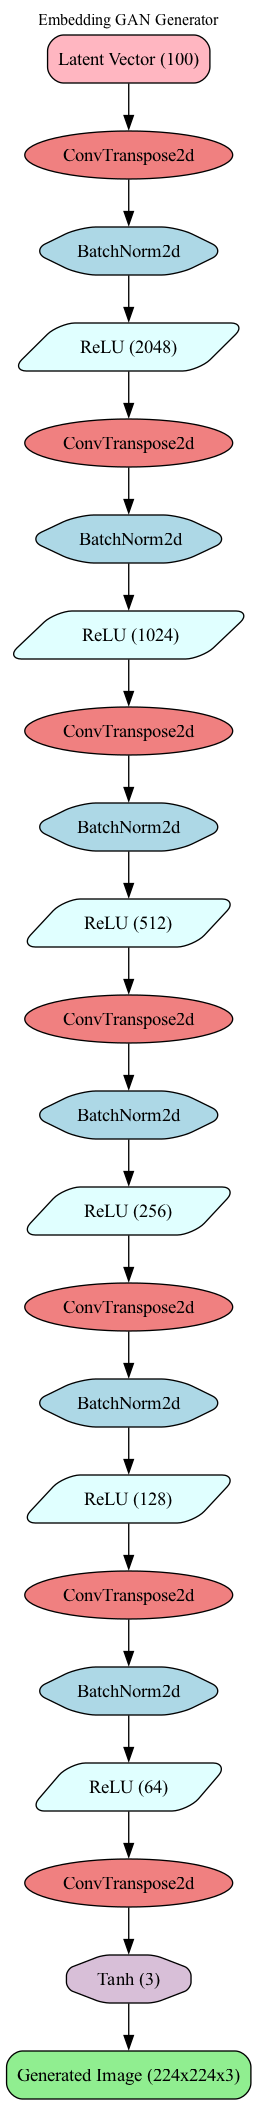 Embedding GAN Generator
Latent Vector (100)
ConvTranspose2d
BatchNorm2d
ReLU (2048)
ConvTranspose2d
BatchNorm2d
ReLU (1024)
ConvTranspose2d
BatchNorm2d
ReLU (512)
ConvTranspose2d
BatchNorm2d
ReLU (256)
ConvTranspose2d
BatchNorm2d
ReLU (128)
ConvTranspose2d
BatchNorm2d
ReLU (64)
ConvTranspose2d
Tanh (3)
Generated Image (224x224x3)